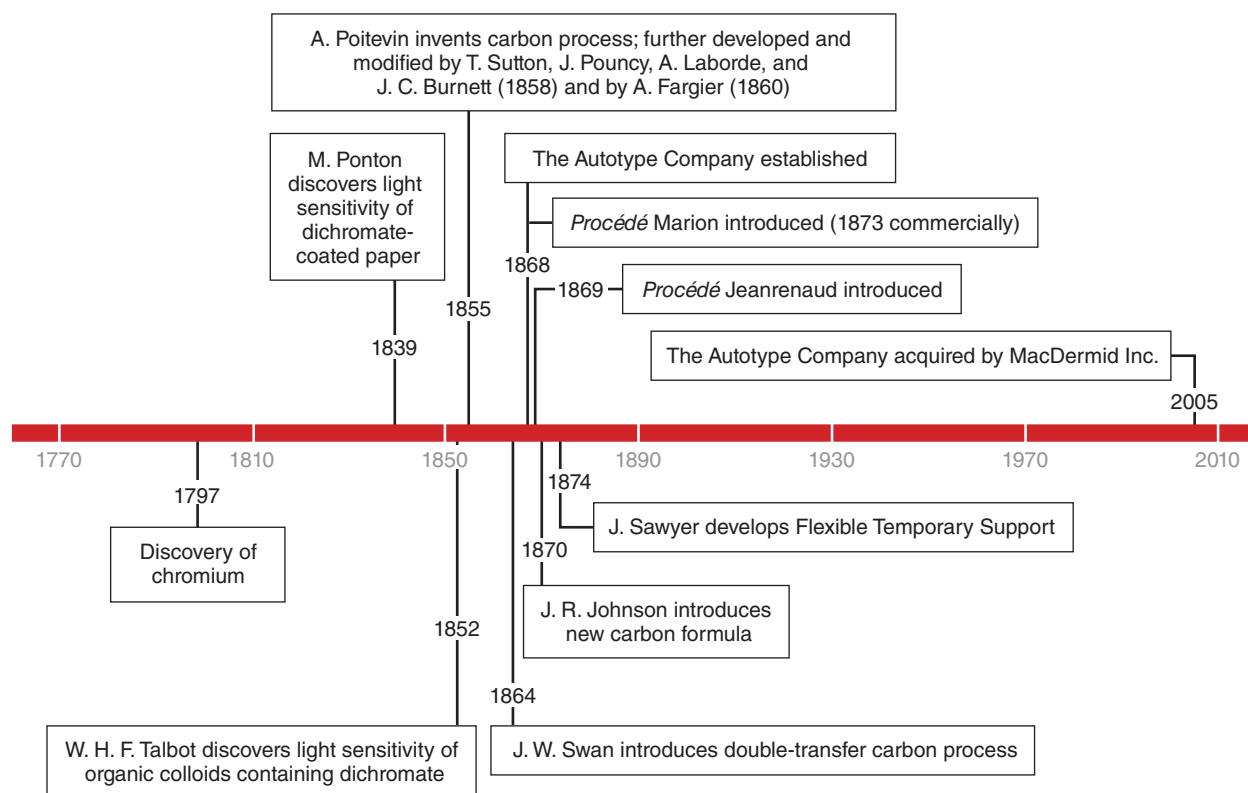 A. Poitevin invents carbon process; further developed and
modified by T. Sutton, J. Pouncy, A. Laborde, and
J. C. Burnett (1858) and by A. Fargier (1860)
M. Ponton
discovers light
sensitivity of
dichromate-
coated paper
The Autotype Company established
Procédé Marion introduced (1873 commercially)
1868
1869
Procédé Jeanrenaud introduced
1855
1839
The Autotype Company acquired by MacDermid Inc.
2005
1770
1810
1850
1890
1930
1970
2010
1797
1874
Discovery of
chromium
J. Sawyer develops Flexible Temporary Support
1870
J. R. Johnson introduces
new carbon formula
1852
1864
W. H. F. Talbot discovers light sensitivity of
organic colloids containing dichromate
J. W. Swan introduces double-transfer carbon process